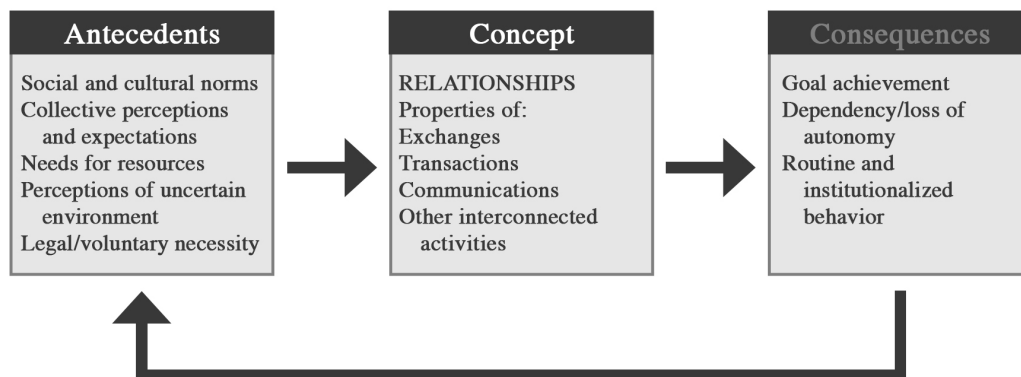 Antecedents
Social and cultural norms
Collective perceptions
and expectations
Needs for resources
Perceptions of uncertain
environment
Legal/voluntary necessity
Concept
RELATIONSHIPS
Properties of:
Exchanges
Transactions
Communications
Other interconnected
activities
Consequences
Goal achievement
Dependency/loss of
autonomy
Routine and
institutionalized
behavior